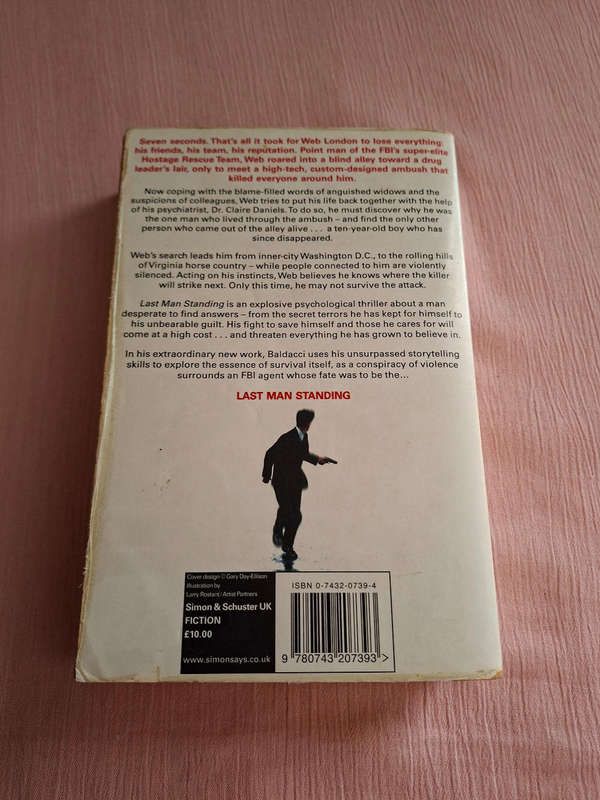 Seven seconds. That's all it took for Web London to lose everything:
his friends, his team, his reputation. Point man of the FBI's super-elite
Hostage Rescue Team, Web roared into a blind alley toward a drug
leader's lair, only to meet a high-tech, custom-designed ambush that
killed everyone around him.
Now coping with the blame-filled words of anguished widows and the
suspicions of colleagues, Web tries to put his life back together with the help
of his psychiatrist, Dr. Claire Daniels. To do so, he must discover why he was
the one man who lived through the ambush – and find the only other
person who came out of the alley alive . . . a ten-year-old boy who has
since disappeared.
Web's search leads him from inner-city Washington D.C., to the rolling hills
of Virginia horse country – while people connected to him are violently
silenced. Acting on his instincts, Web believes he knows where the killer
will strike next. Only this time, he may not survive the attack.
Last Man Standing is an explosive psychological thriller about a man
desperate to find answers – from the secret terrors he has kept for himself to
his unbearable guilt. His fight to save himself and those he cares for will
come at a high cost . . . and threaten everything he has grown to believe in.
In his extraordinary new work, Baldacci uses his unsurpassed storytelling
skills to explore the essence of survival itself, as a conspiracy of violence
surrounds an FBI agent whose fate was to be the...
LAST MAN STANDING
Cover design © Gary Day-Ellison
Illustration by
Larry Rostant / Artist Partners
Simon & Schuster UK
FICTION
£10.00
www.simonsays.co.uk
ISBN 0-7432-0739-4
9 780743 207393 >